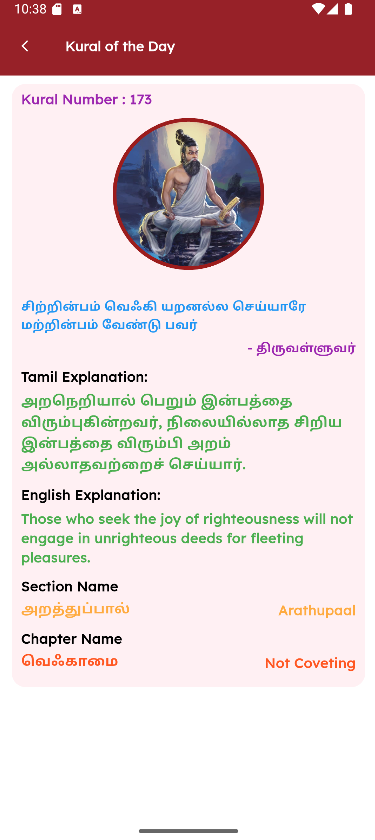 10:38
Kural of the Day
Kural Number : 173
சிற்றின்பம் வெஃகி யறனல்ல செய்யாரே
மற்றின்பம் வேண்டு பவர்
- திருவள்ளுவர்
Tamil Explanation:
அறநெறியால் பெறும் இன்பத்தை
விரும்புகின்றவர், நிலையில்லாத சிறிய
இன்பத்தை விரும்பி அறம்
அல்லாதவற்றைச் செய்யார்.
English Explanation:
Those who seek the joy of righteousness will not
engage in unrighteous deeds for fleeting
pleasures.
Section Name
அறத்துப்பால் Arathupaal
Chapter Name
வெஃகாமை Not Coveting